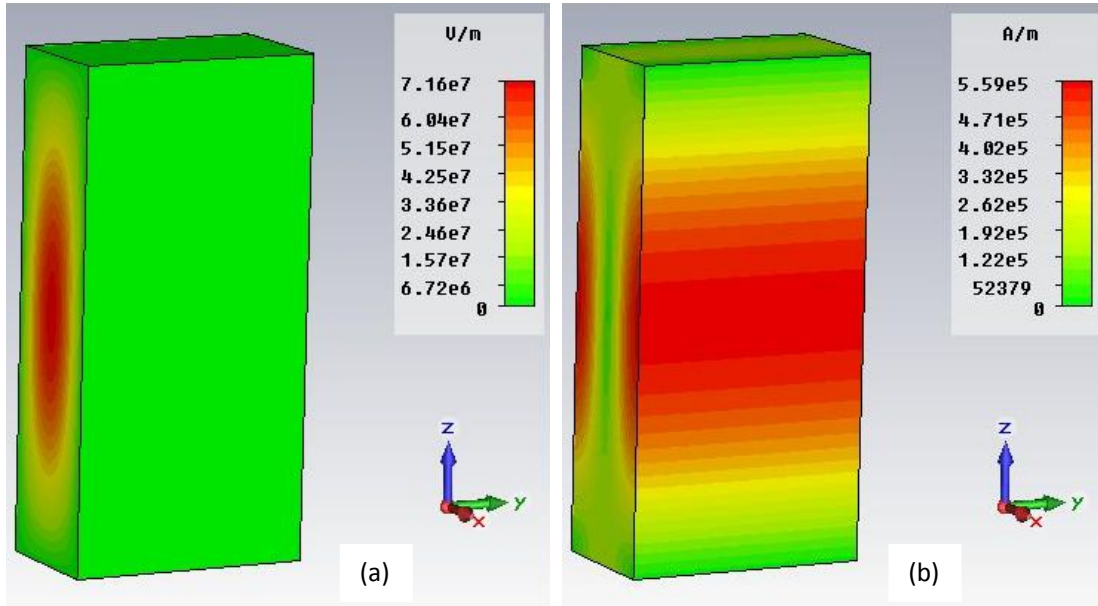 V/m
7.16e7
6.04e7
5.15e7
4.25e7
3.36e7
2.46e7
1.57e7
6.72e6
0
z
y
x
(a)
A/m
5.59e5
4.71e5
4.02e5
3.32e5
2.62e5
1.92e5
1.22e5
52379
0
z
y
x
(b)